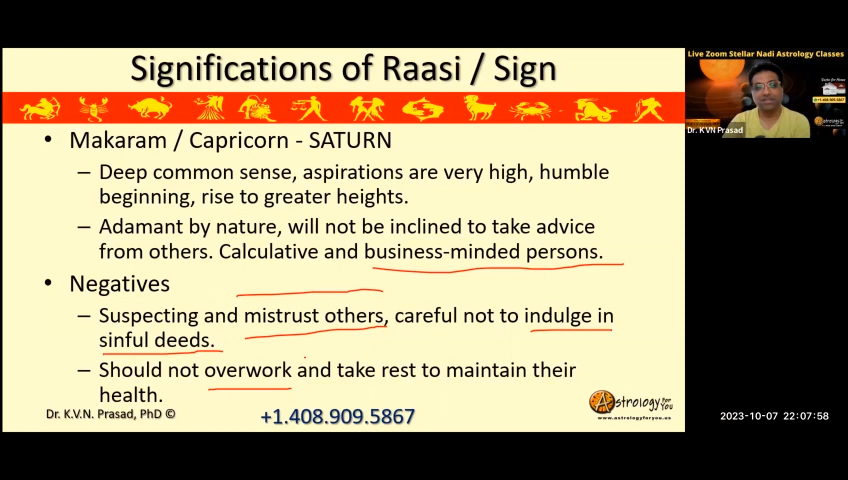 Significations of Raasi / Sign
• Makaram / Capricorn - SATURN
– Deep common sense, aspirations are very high, humble
beginning, rise to greater heights.
– Adamant by nature, will not be inclined to take advice
from others. Calculative and business-minded persons.
• Negatives
– Suspecting and mistrust others, careful not to indulge in
sinful deeds.
– Should not overwork and take rest to maintain their
health.
Dr. K.V.N. Prasad, PhD ©
+1.408.909.5867
Astrology For You
www.astrologyforyou.us
Live Zoom Stellar Nadi Astrology Classes
Dr. KVN Prasad
2023-10-07 22:07:58